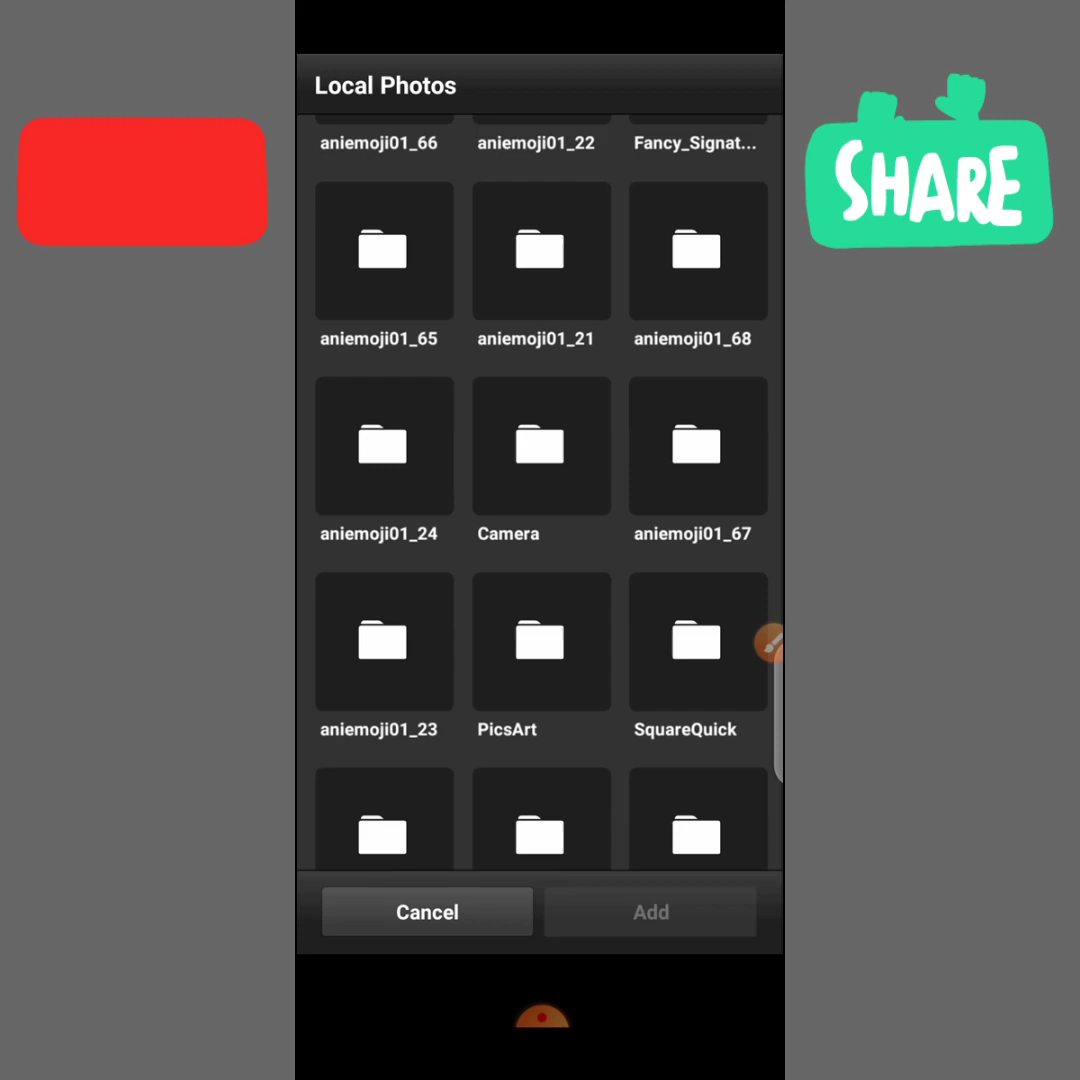 Local Photos
SHARE
aniemoji01_66 aniemoji01_22 Fancy_Signat...
aniemoji01_65 aniemoji01_21 aniemoji01_68
aniemoji01_24 Camera aniemoji01_67
aniemoji01_23 PicsArt SquareQuick
Cancel Add